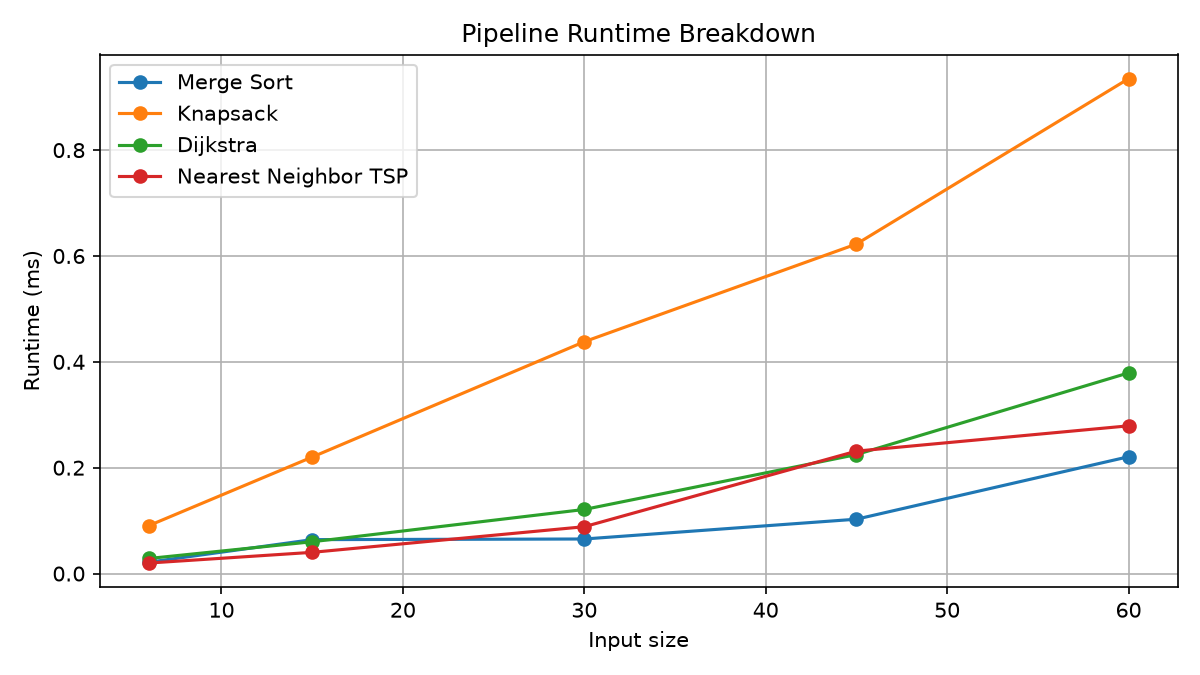 Pipeline Runtime Breakdown
Merge Sort
Knapsack
Dijkstra
Nearest Neighbor TSP
Runtime (ms)
0.8
0.6
0.4
0.2
0.0
10 20 30 40 50 60
Input size